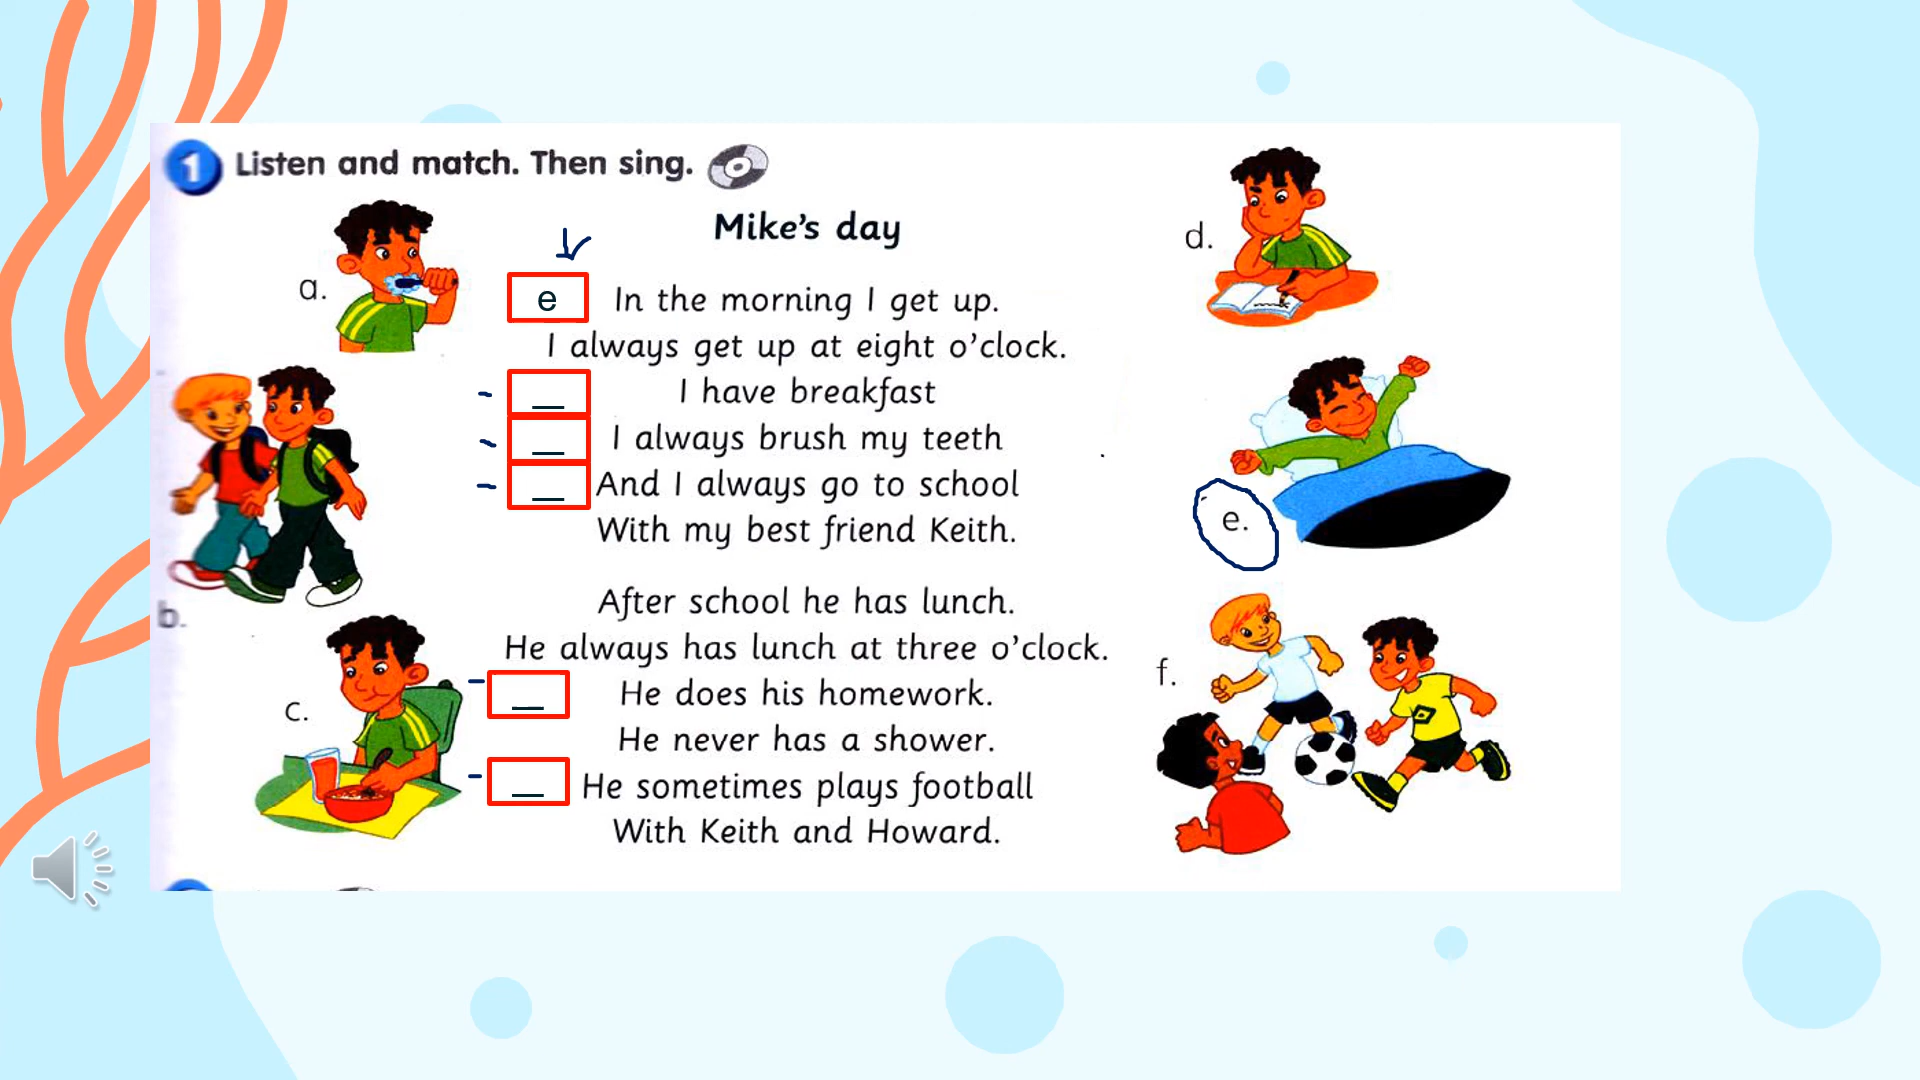 1 Listen and match. Then sing.
Mike's day
a.
e In the morning I get up.
I always get up at eight o'clock.
_ I have breakfast
_ I always brush my teeth
_ And I always go to school
With my best friend Keith.
b.
After school he has lunch.
He always has lunch at three o'clock.
c.
_ He does his homework.
He never has a shower.
_ He sometimes plays football
With Keith and Howard.
d.
e.
f.